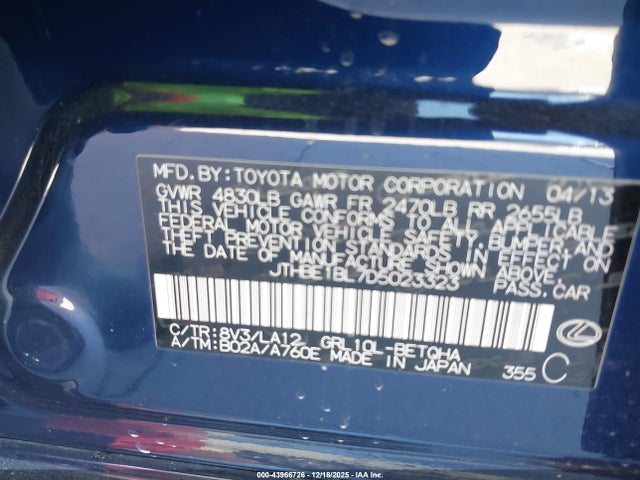 MFD. BY: TOYOTA MOTOR CORPORATION 04/13
GVWR 4830LB GAWR FR 2470LB RR 2655LB
THIS VEHICLE CONFORMS TO ALL APPLICABLE
FEDERAL MOTOR VEHICLE SAFETY, BUMPER, AND
THEFT PREVENTION STANDARDS IN EFFECT ON
THE DATE OF MANUFACTURE SHOWN ABOVE.
JTHBE1BL7D5023323 PASS. CAR
C/TR: 8V3/LA12 GRL10L-BETQHA
A/TM: B02A/A760E MADE IN JAPAN 355 C
000-43966726 - 12/18/2025 - IAAI.COM